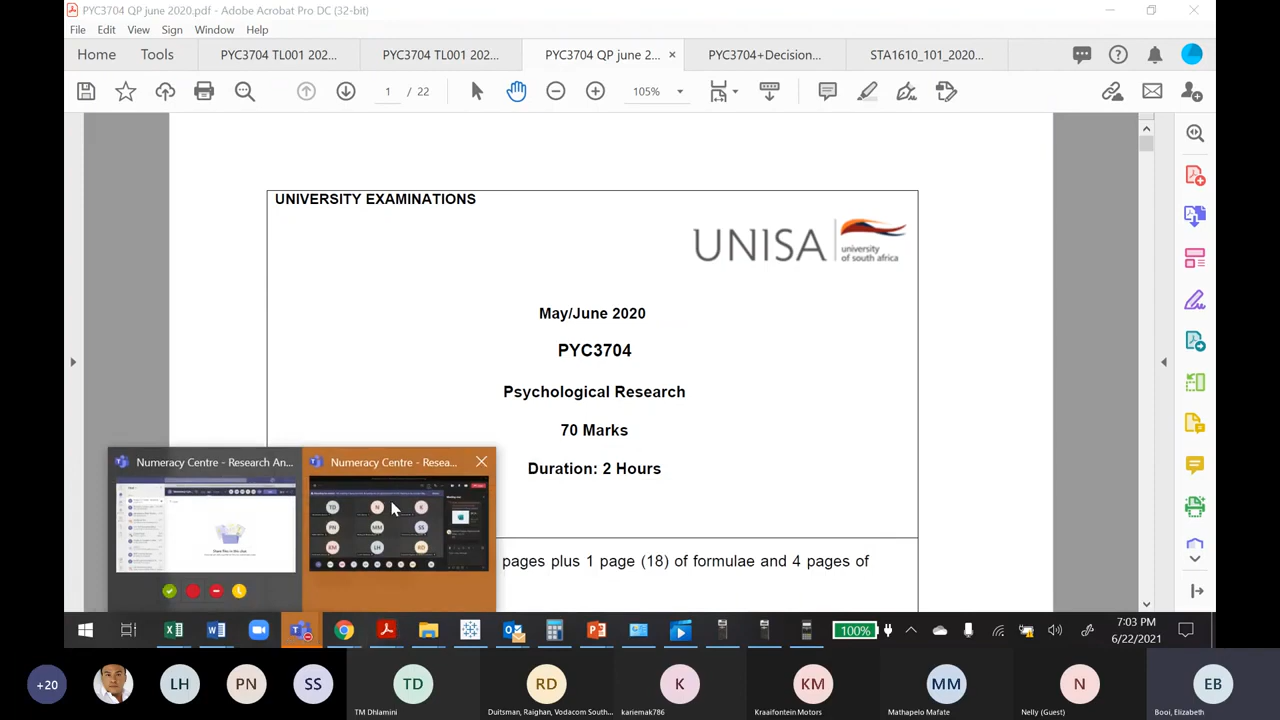 PYC3704 QP june 2020.pdf - Adobe Acrobat Pro DC (32-bit)
File Edit View Sign Window Help
Home Tools PYC3704 TL001 202... PYC3704 TL001 202... PYC3704 QP june 2... × PYC3704+Decision... STA1610_101_2020...
1 / 22 105%
UNIVERSITY EXAMINATIONS
UNISA
university
of south africa
May/June 2020
PYC3704
Psychological Research
70 Marks
Duration: 2 Hours
pages plus 1 page (18) of formulae and 4 pages of
Numeracy Centre - Research An... Numeracy Centre - Resea...
100% 7:03 PM
6/22/2021
+20 LH PN SS TD RD K KM MM N EB
TM Dhlamini Duitsman, Raighan, Vodacom South... kariemak786 Kraaifontein Motors Mathapelo Mafate Nelly (Guest) Booi, Elizabeth